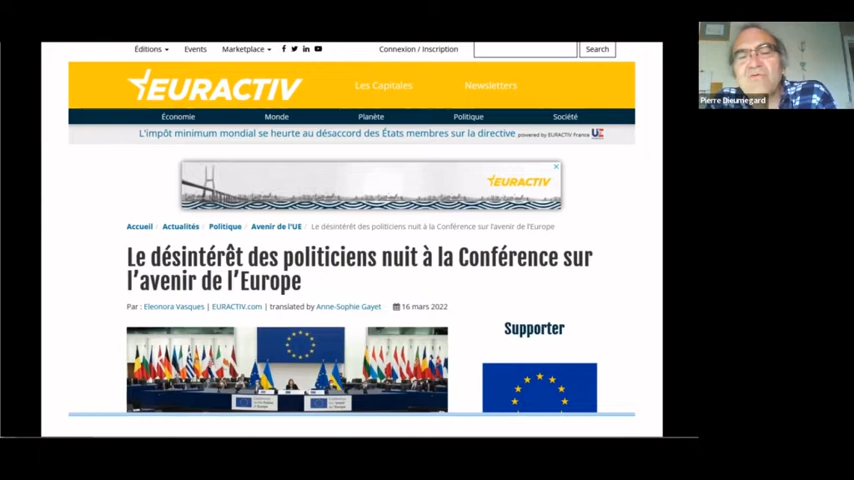 Éditions Events Marketplace Connexion / Inscription Search
EURACTIV Les Capitales Newsletters
Économie Monde Planète Politique Société
L'impôt minimum mondial se heurte au désaccord des États membres sur la directive powered by EURACTIV France
EURACTIV
Accueil / Actualités / Politique / Avenir de l'UE / Le désintérêt des politiciens nuit à la Conférence sur l'avenir de l'Europe
Le désintérêt des politiciens nuit à la Conférence sur
l'avenir de l'Europe
Par : Eleonora Vasques | EURACTIV.com | translated by Anne-Sophie Gayet 16 mars 2022
Supporter
Pierre Dieumegard